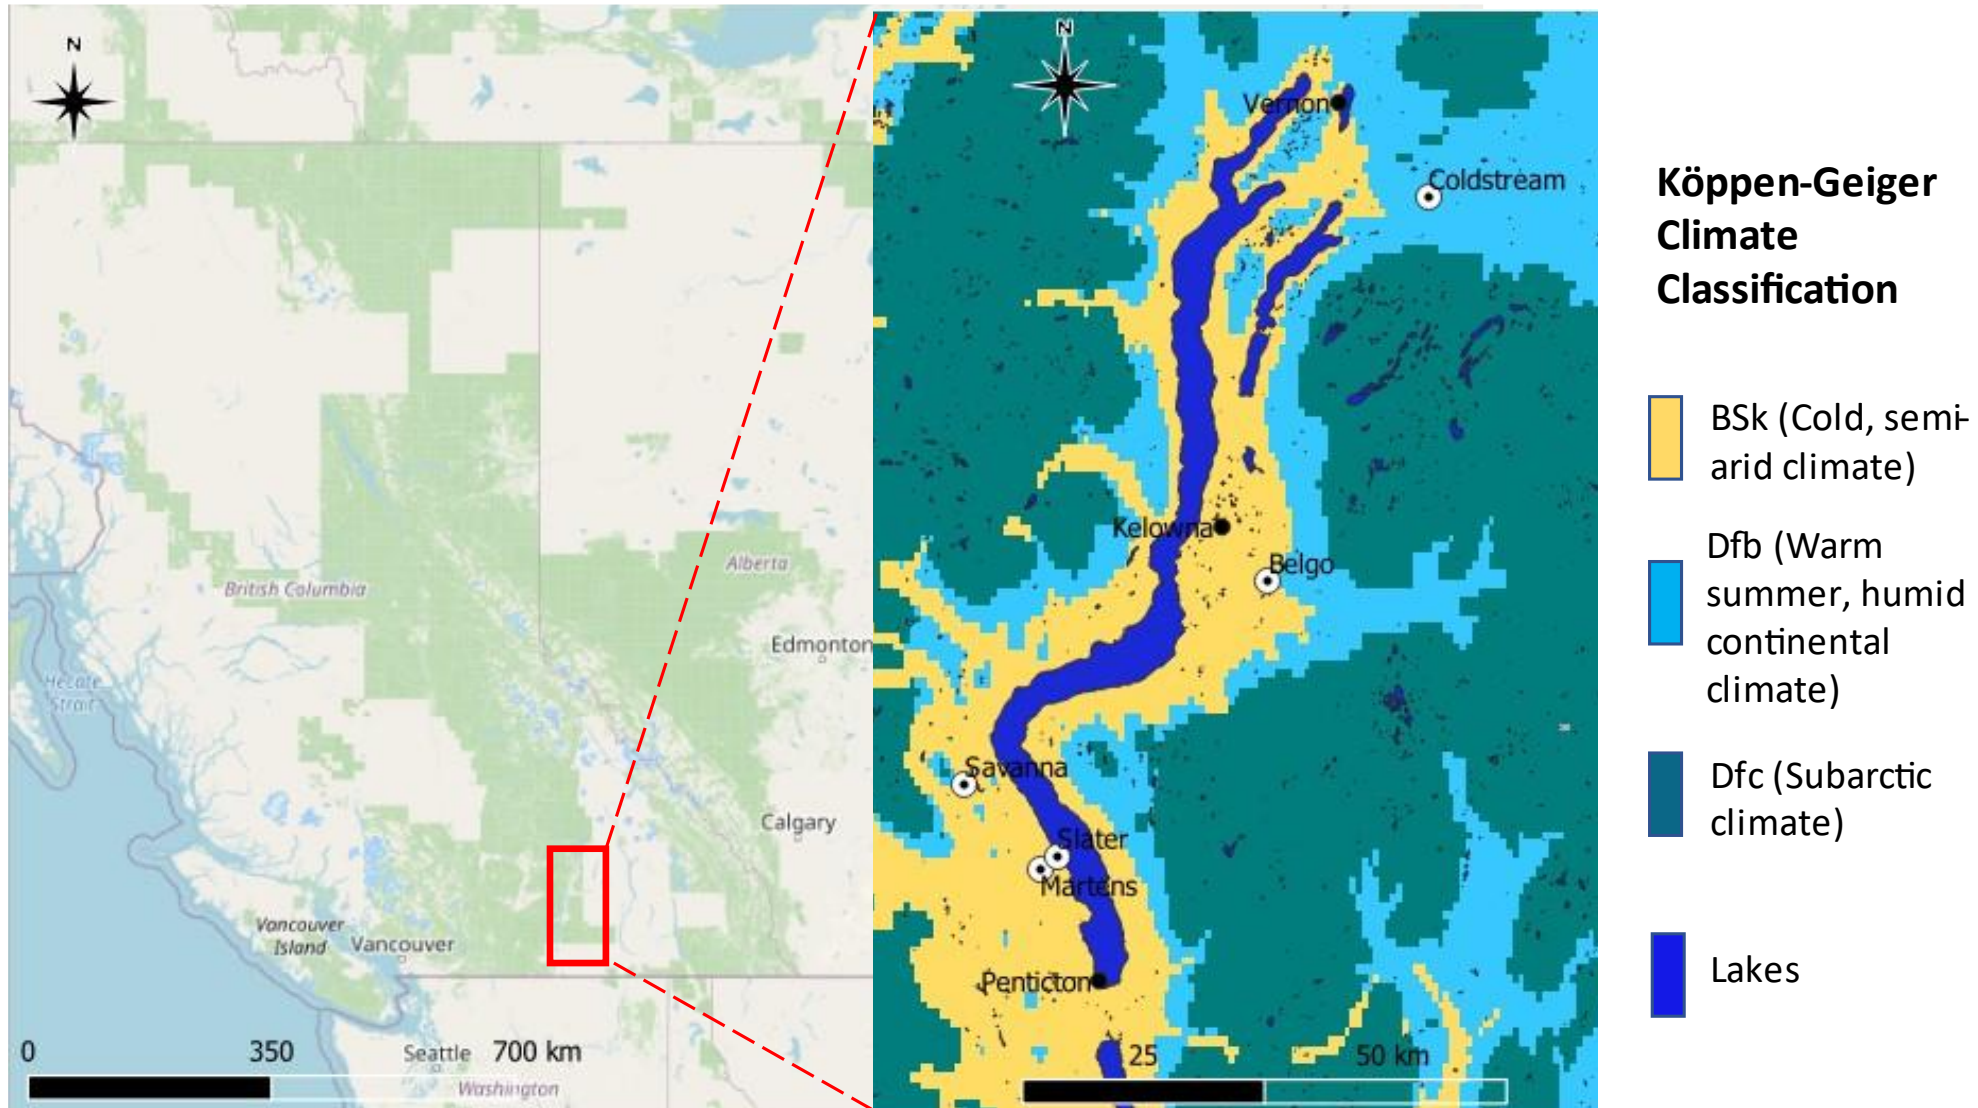 N
British Columbia
Alberta
Edmonton
Hecate
Strait
Calgary
Vancouver
Island
Vancouver
0
350
700 km
Seattle
Washington
N
Vernon
Coldstream
Kelowna
Belgo
Savanna
Slater
Martens
Penticton
25
50 km
Köppen-Geiger
Climate
Classification
BSk (Cold, semi-
arid climate)
Dfb (Warm
summer, humid
continental
climate)
Dfc (Subarctic
climate)
Lakes